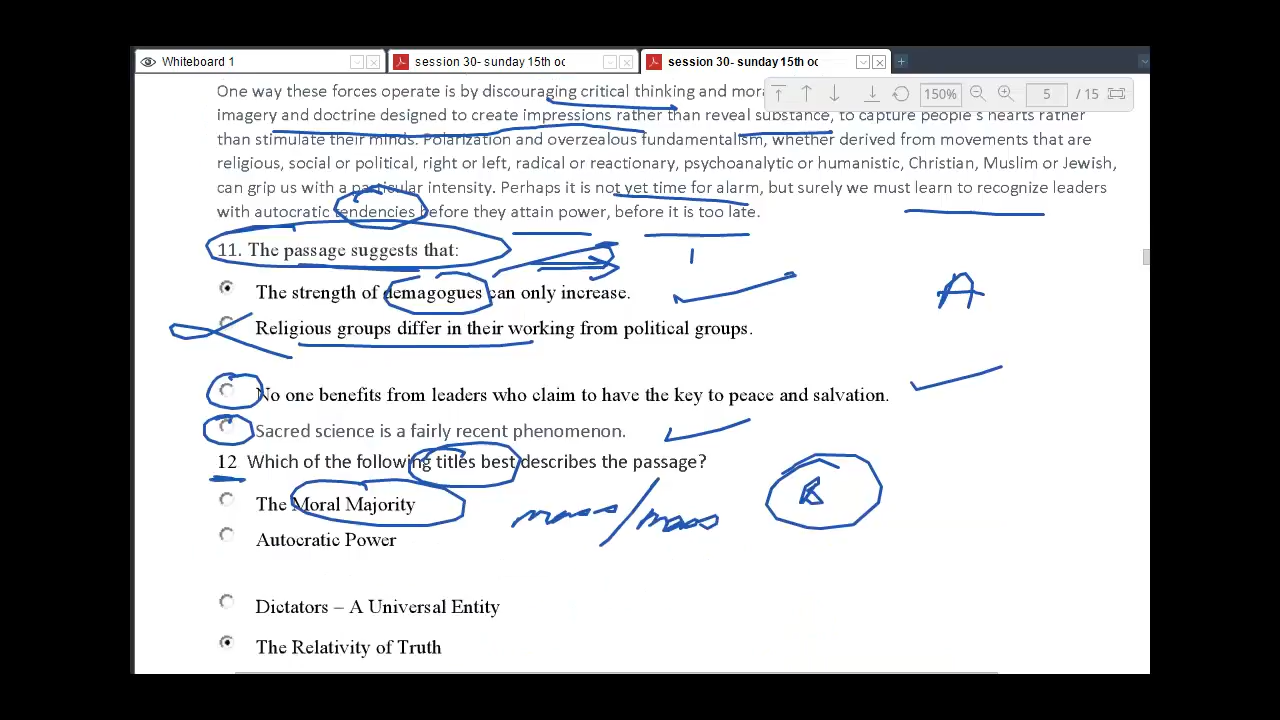 Whiteboard 1
session 30- sunday 15th oc
session 30- sunday 15th oc
150%
5 / 15
One way these forces operate is by discouraging critical thinking and mora
imagery and doctrine designed to create impressions rather than reveal substance, to capture people's hearts rather
than stimulate their minds. Polarization and overzealous fundamentalism, whether derived from movements that are
religious, social or political, right or left, radical or reactionary, psychoanalytic or humanistic, Christian, Muslim or Jewish,
can grip us with a particular intensity. Perhaps it is not yet time for alarm, but surely we must learn to recognize leaders
with autocratic tendencies before they attain power, before it is too late.
11. The passage suggests that:
The strength of demagogues can only increase.
A
Religious groups differ in their working from political groups.
No one benefits from leaders who claim to have the key to peace and salvation.
Sacred science is a fairly recent phenomenon.
12 Which of the following titles best describes the passage?
The Moral Majority
mass/mass
Autocratic Power
Dictators – A Universal Entity
The Relativity of Truth